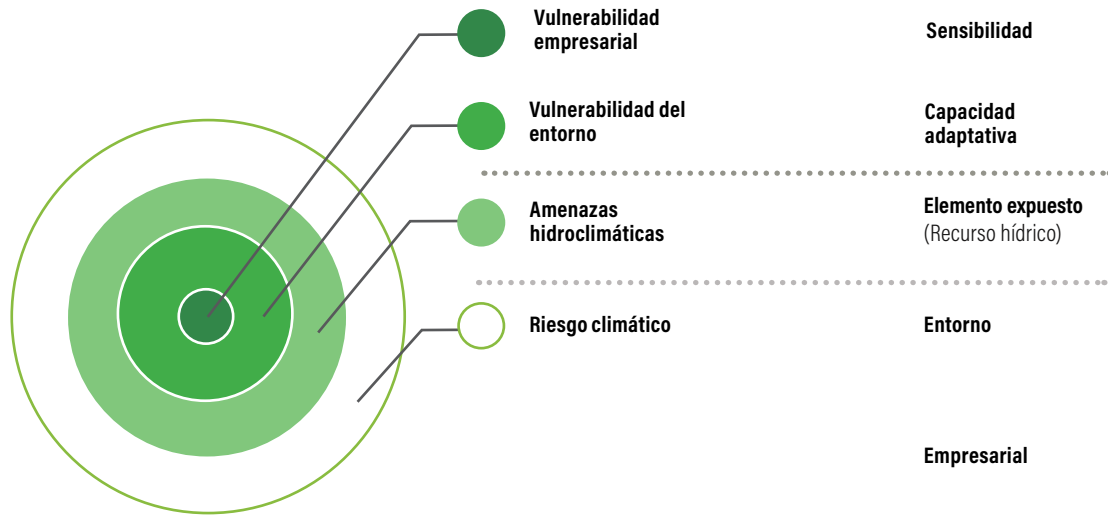 Vulnerabilidad
empresarial
Sensibilidad
Vulnerabilidad del
entorno
Capacidad
adaptativa
Amenazas
hidroclimáticas
Elemento expuesto
(Recurso hídrico)
Riesgo climático
Entorno
Empresarial